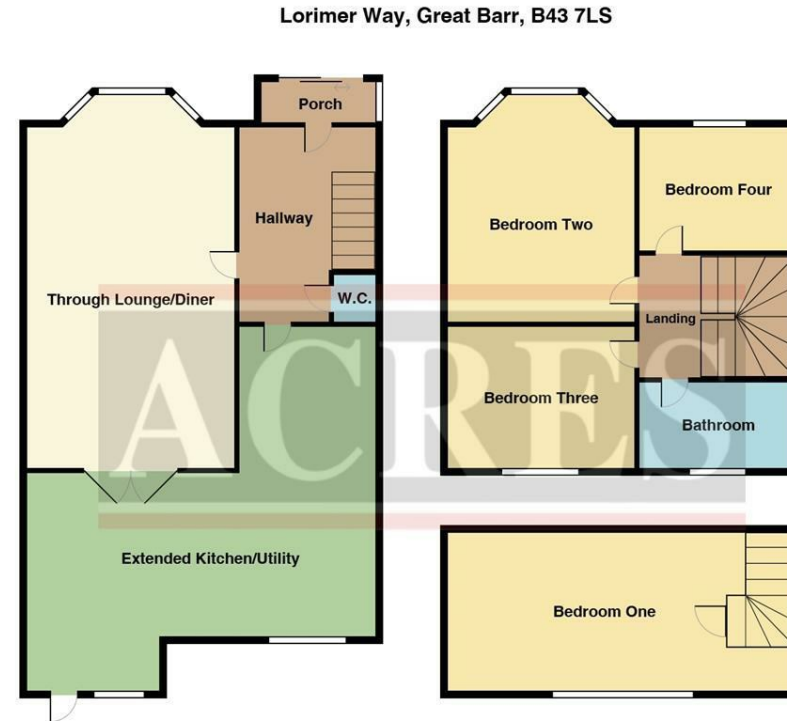 Lorimer Way, Great Barr, B43 7LS
Porch
Hallway
Through Lounge/Diner
W.C.
Extended Kitchen/Utility
Bedroom Two
Bedroom Four
Landing
Bedroom Three
Bathroom
Bedroom One
ACRES